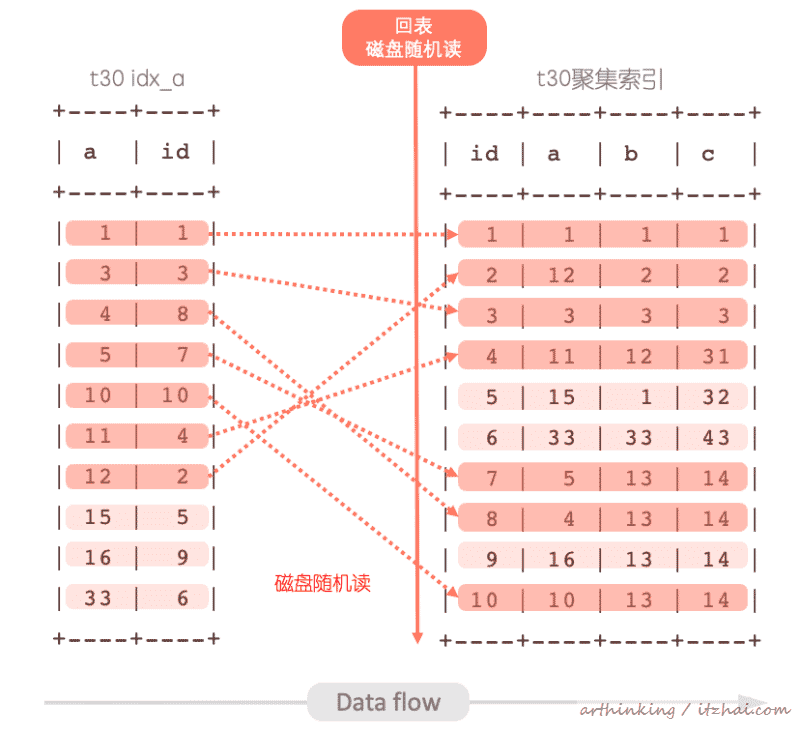 回表
磁盘随机读
t30 idx_a
+----+----+
| a | id |
+----+----+
| 1 | 1 |
| 3 | 3 |
| 4 | 8 |
| 5 | 7 |
| 10 | 10 |
| 11 | 4 |
| 12 | 2 |
| 15 | 5 |
| 16 | 9 |
| 33 | 6 |
+----+----+
t30聚集索引
+----+----+----+----+
| id | a | b | c |
+----+----+----+----+
| 1 | 1 | 1 | 1 |
| 2 | 12 | 2 | 2 |
| 3 | 3 | 3 | 3 |
| 4 | 11 | 12 | 31 |
| 5 | 15 | 1 | 32 |
| 6 | 33 | 33 | 43 |
| 7 | 5 | 13 | 14 |
| 8 | 4 | 13 | 14 |
| 9 | 16 | 13 | 14 |
| 10 | 10 | 13 | 14 |
+----+----+----+----+
磁盘随机读
Data flow
arthinking / itzhai.com